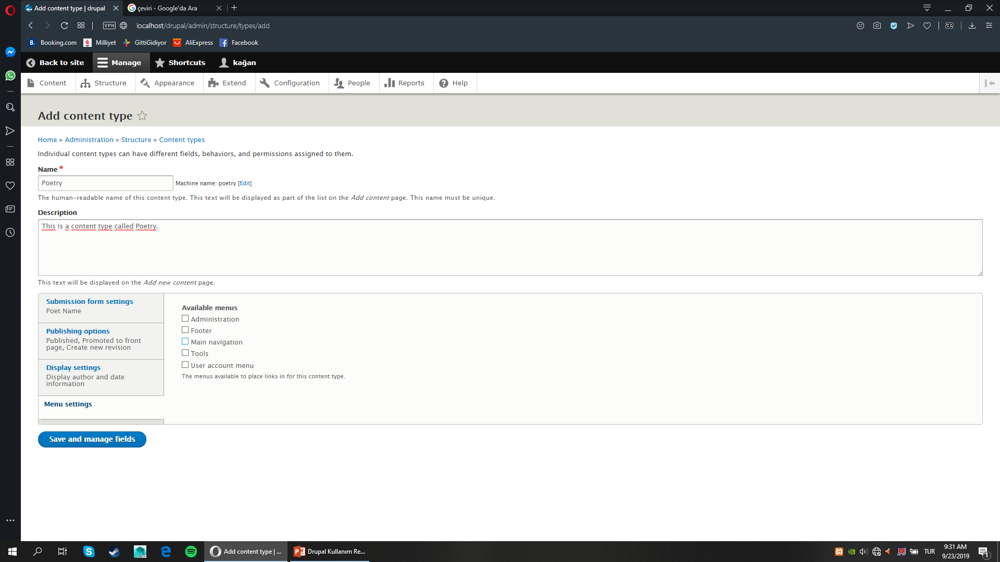 Add content type | drupal
çeviri - Google'da Ara
VPN
localhost/drupal/admin/structure/types/add
B. Booking.com
Milliyet
GittiGidiyor
AliExpress
Facebook
Back to site
Manage
Shortcuts
kağan
Content
Structure
Appearance
Extend
Configuration
People
Reports
Help
Add content type
Home » Administration » Structure » Content types
Individual content types can have different fields, behaviors, and permissions assigned to them.
Name *
Poetry
Machine name: poetry [Edit]
The human-readable name of this content type. This text will be displayed as part of the list on the Add content page. This name must be unique.
Description
This is a content type called Poetry.
This text will be displayed on the Add new content page.
Submission form settings
Poet Name
Publishing options
Published, Promoted to front
page, Create new revision
Display settings
Display author and date
information
Menu settings
Available menus
Administration
Footer
Main navigation
Tools
User account menu
The menus available to place links in for this content type.
Save and manage fields
Add content type | ...
Drupal Kullanım Re...
TUR
9:31 AM
9/23/2019
1